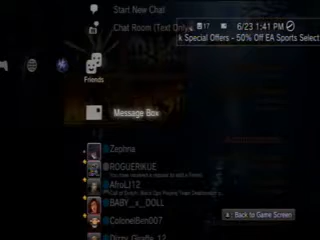 Start New Chat
Chat Room (Text Only)
17
6/23 1:41 PM
k Special Offers - 50% Off EA Sports Select
Friends
Message Box
Zephna
ROGUERIKUE
You have received a request to add a Friend.
AfroLJ12
BABY_x_DOLL
ColonelBen007
Dizzy_Giraffe_12
: Back to Game Screen